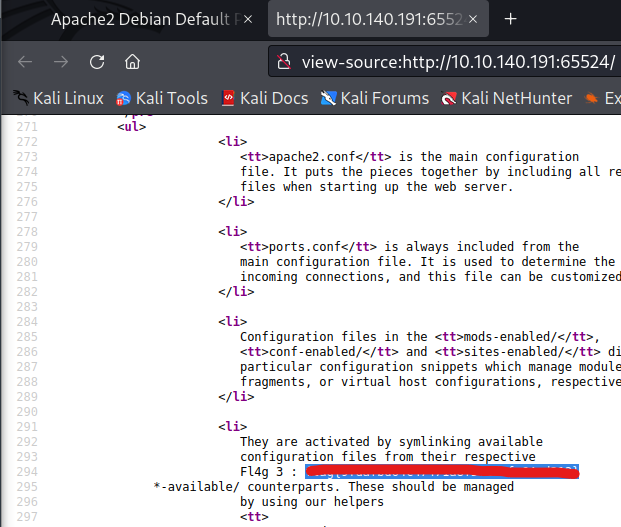 Apache2 Debian Default P
http://10.10.140.191:6552
view-source:http://10.10.140.191:65524/
Kali Linux Kali Tools Kali Docs Kali Forums Kali NetHunter Ex
271 <ul>
272 <li>
273 <tt>apache2.conf</tt> is the main configuration
274 file. It puts the pieces together by including all re
275 files when starting up the web server.
276 </li>
277
278 <li>
279 <tt>ports.conf</tt> is always included from the
280 main configuration file. It is used to determine the
281 incoming connections, and this file can be customized
282 </li>
283
284 <li>
285 Configuration files in the <tt>mods-enabled/</tt>,
286 <tt>conf-enabled/</tt> and <tt>sites-enabled/</tt> di
287 particular configuration snippets which manage module
288 fragments, or virtual host configurations, respective
289 </li>
290
291 <li>
292 They are activated by symlinking available
293 configuration files from their respective
294 Fl4g 3 :
295 *-available/ counterparts. These should be managed
296 by using our helpers
297 <tt>